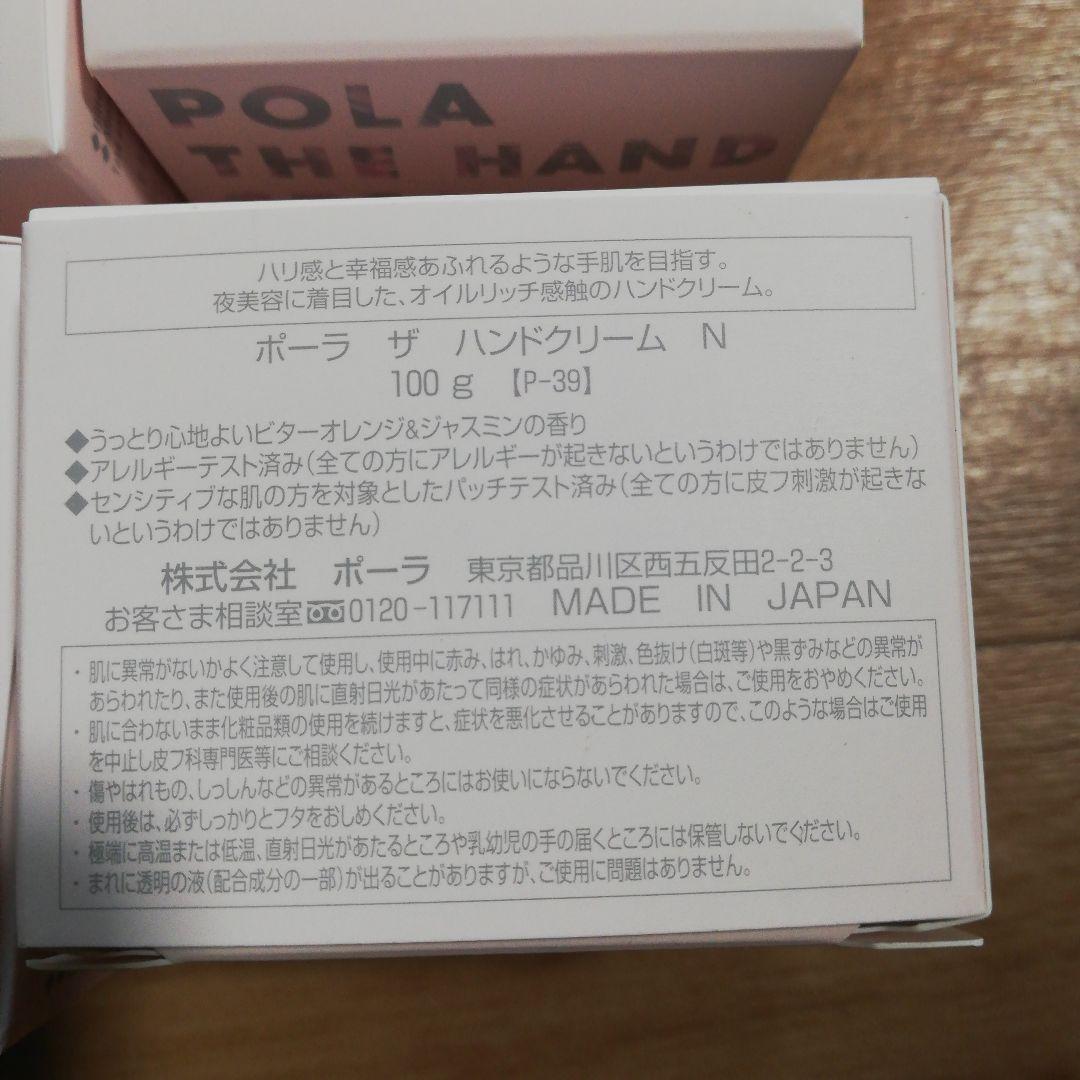 POLA
THE HAND
ハリ感と幸福感あふれるような手肌を目指す。
夜美容に着目した、オイルリッチ感触のハンドクリーム。
ポーラ ザ ハンドクリーム N
100 g 【P-39】
◆うっとり心地よいビターオレンジ&ジャスミンの香り
◆アレルギーテスト済み(全ての方にアレルギーが起きないというわけではありません)
◆センシティブな肌の方を対象としたパッチテスト済み(全ての方に皮フ刺激が起きな
いというわけではありません)
株式会社 ポーラ 東京都品川区西五反田2-2-3
お客さま相談室 0120-117111 MADE IN JAPAN
・肌に異常がないかよく注意して使用し、使用中に赤み、はれ、かゆみ、刺激、色抜け(白斑等)や黒ずみなどの異常が
あらわれたり、また使用後の肌に直射日光があたって同様の症状があらわれた場合は、ご使用をおやめください。
・肌に合わないまま化粧品類の使用を続けますと、症状を悪化させることがありますので、このような場合はご使用
を中止し皮フ科専門医等にご相談ください。
・傷やはれもの、しっしんなどの異常があるところにはお使いにならないでください。
・使用後は、必ずしっかりとフタをおしめください。
・極端に高温または低温、直射日光があたるところや乳幼児の手の届くところには保管しないでください。
・まれに透明の液(配合成分の一部)が出ることがありますが、ご使用に問題はありません。